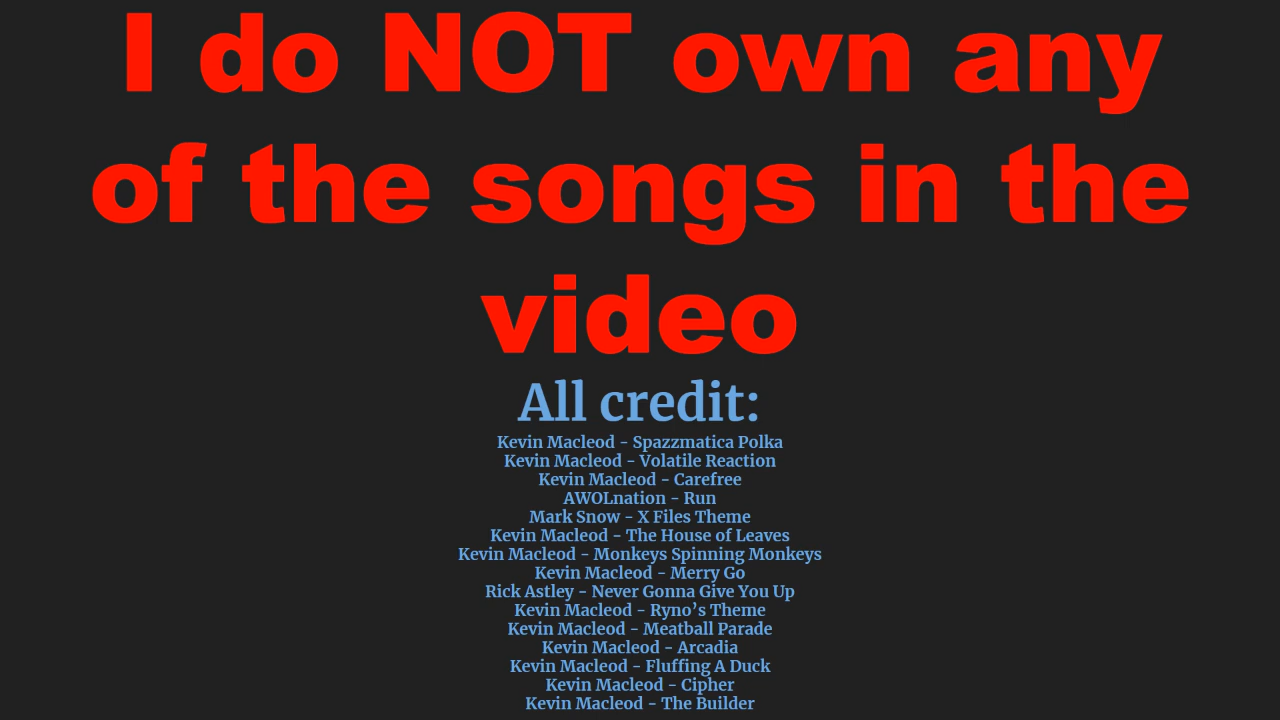 I do NOT own any
of the songs in the
video
All credit:
Kevin Macleod - Spazzmatica Polka
Kevin Macleod - Volatile Reaction
Kevin Macleod - Carefree
AWOLnation - Run
Mark Snow - X Files Theme
Kevin Macleod - The House of Leaves
Kevin Macleod - Monkeys Spinning Monkeys
Kevin Macleod - Merry Go
Rick Astley - Never Gonna Give You Up
Kevin Macleod - Ryno’s Theme
Kevin Macleod - Meatball Parade
Kevin Macleod - Arcadia
Kevin Macleod - Fluffing A Duck
Kevin Macleod - Cipher
Kevin Macleod - The Builder